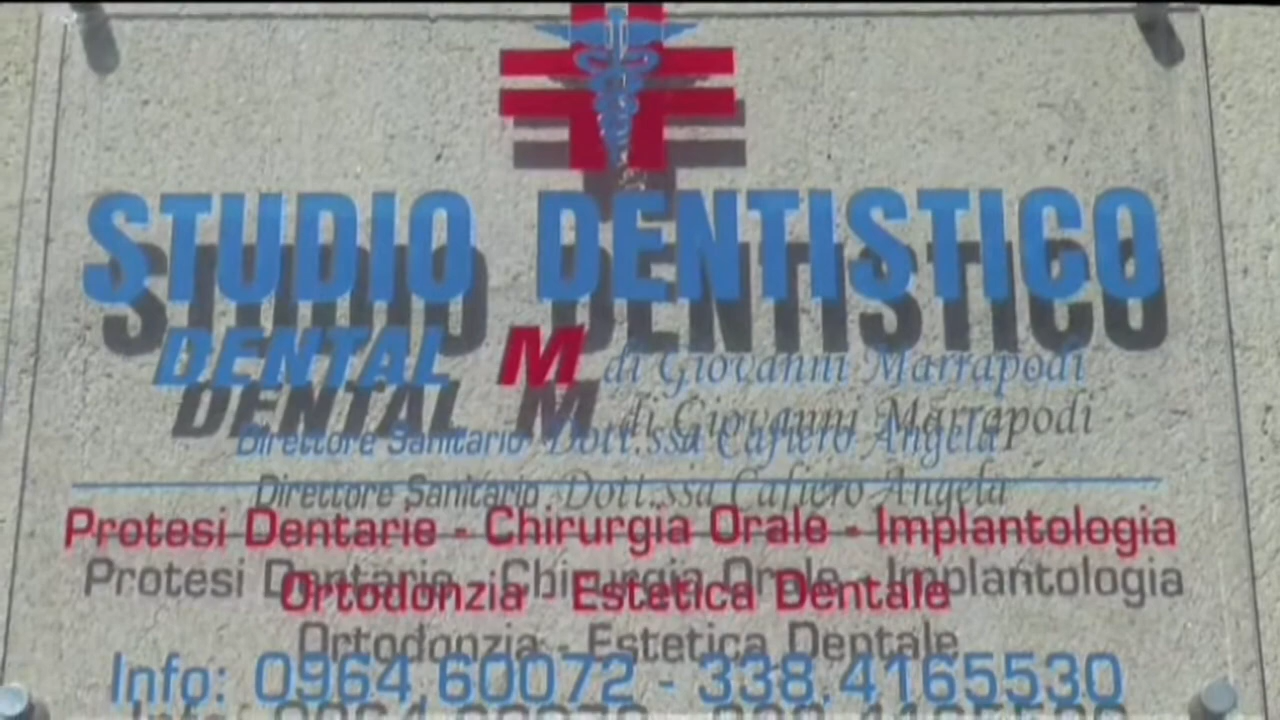 STUDIO DENTISTICO
DENTAL M di Giovanni Marrapodi
Direttore Sanitario Dott.ssa Cafiero Angela
Protesi Dentarie - Chirurgia Orale - Implantologia
Ortodonzia - Estetica Dentale
Info: 0964.60072 - 338.4165530